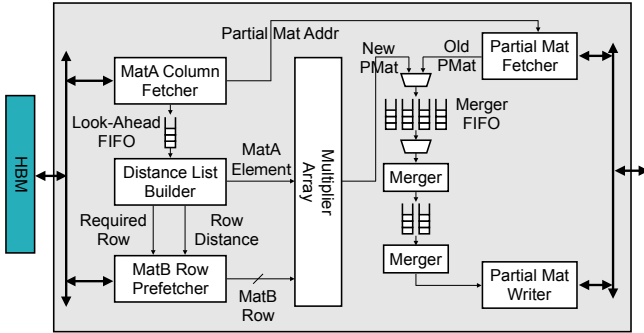 Partial Mat Addr
MatA Column
Fetcher
New
PMat
Old
PMat
Partial Mat
Fetcher
Look-Ahead
FIFO
Merger
FIFO
HBM
Distance List
Builder
MatA
Element
Multiplier
Array
Merger
Required
Row
Row
Distance
MatB Row
Prefetcher
MatB
Row
Merger
Partial Mat
Writer